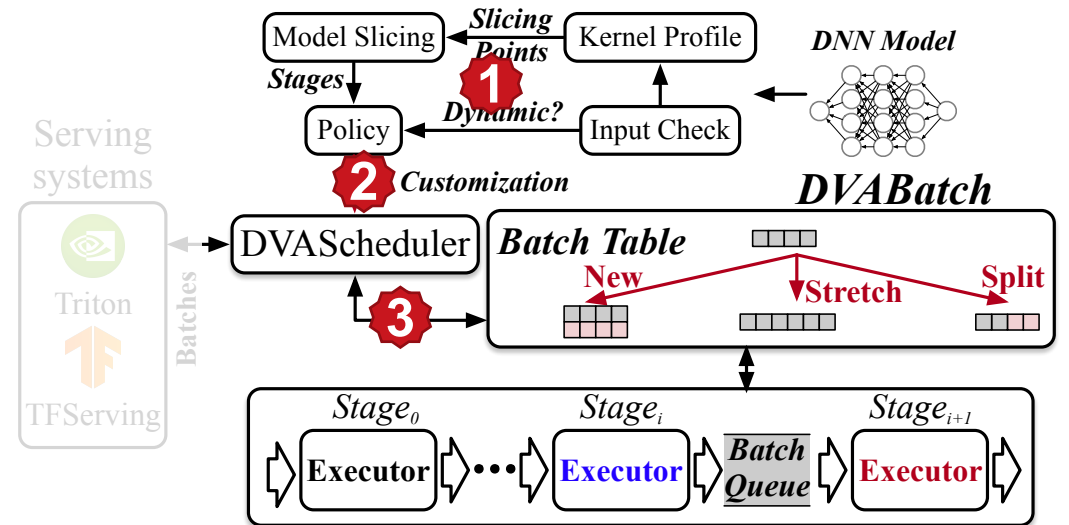 Model Slicing
Slicing
Points
Kernel Profile
DNN Model
Stages
1
Dynamic?
Policy
Input Check
2
Customization
DVABatch
Serving
systems
Triton
TFServing
Batches
DVAScheduler
3
Batch Table
New
Stretch
Split
Stage0
Stagei
Stagei+1
Executor
•••
Executor
Batch
Queue
Executor